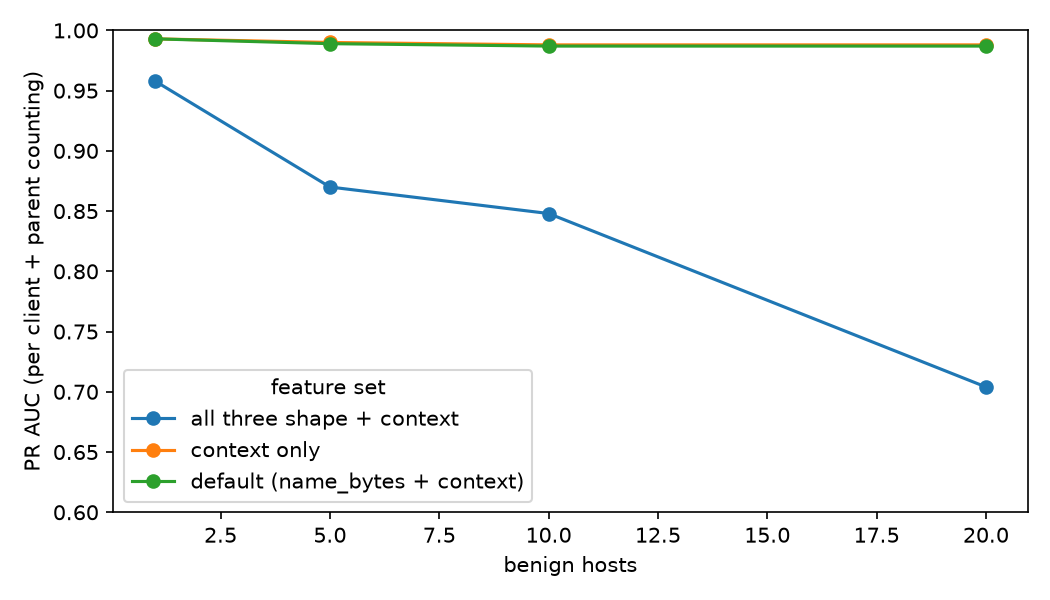 1.00
0.95
0.90
0.85
0.80
0.75
0.70
0.65
0.60
PR AUC (per client + parent counting)
feature set
all three shape + context
context only
default (name_bytes + context)
2.5 5.0 7.5 10.0 12.5 15.0 17.5 20.0
benign hosts